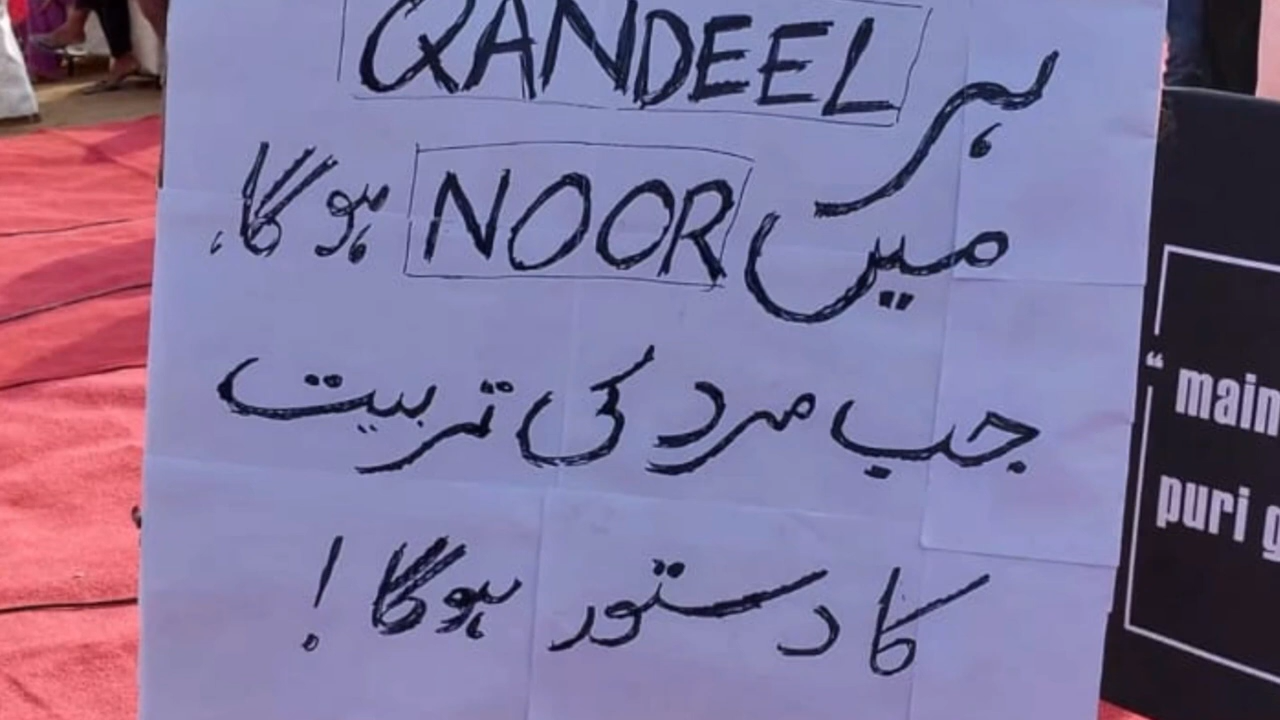 ہر QANDEEL
میں NOOR ہوگا۔
جب مرد کی تربیت
کا دستور ہوگا!
“main
puri g